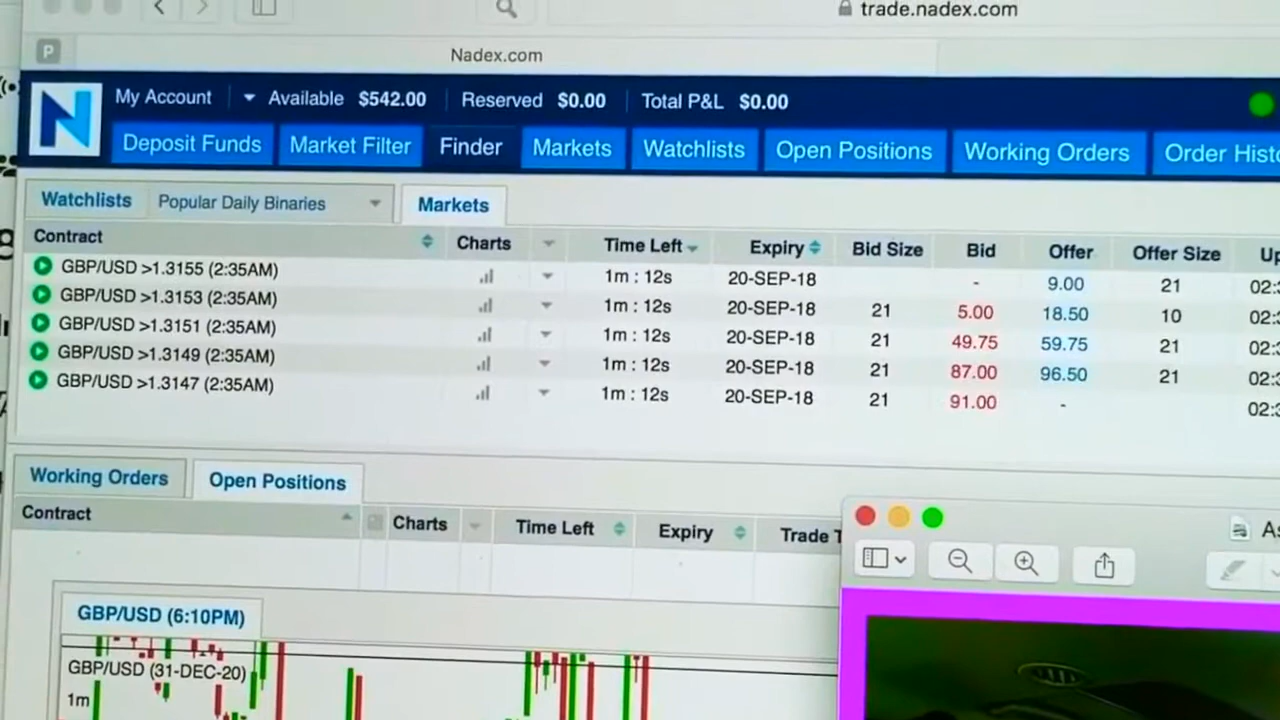 trade.nadex.com
P
Nadex.com
N
My Account Available $542.00 Reserved $0.00 Total P&L $0.00
Deposit Funds Market Filter Finder Markets Watchlists Open Positions Working Orders Order
Watchlists Popular Daily Binaries Markets
Contract Charts Time Left Expiry Bid Size Bid Offer Offer Size
GBP/USD >1.3155 (2:35AM) 1m : 12s 20-SEP-18 - 9.00 21 02:
GBP/USD >1.3153 (2:35AM) 1m : 12s 20-SEP-18 21 5.00 18.50 10 02:
GBP/USD >1.3151 (2:35AM) 1m : 12s 20-SEP-18 21 49.75 59.75 21 02:
GBP/USD >1.3149 (2:35AM) 1m : 12s 20-SEP-18 21 87.00 96.50 21 02:
GBP/USD >1.3147 (2:35AM) 1m : 12s 20-SEP-18 21 91.00 - 02:
Working Orders Open Positions
Contract Charts Time Left Expiry Trade
GBP/USD (6:10PM)
GBP/USD (31-DEC-20)
1m